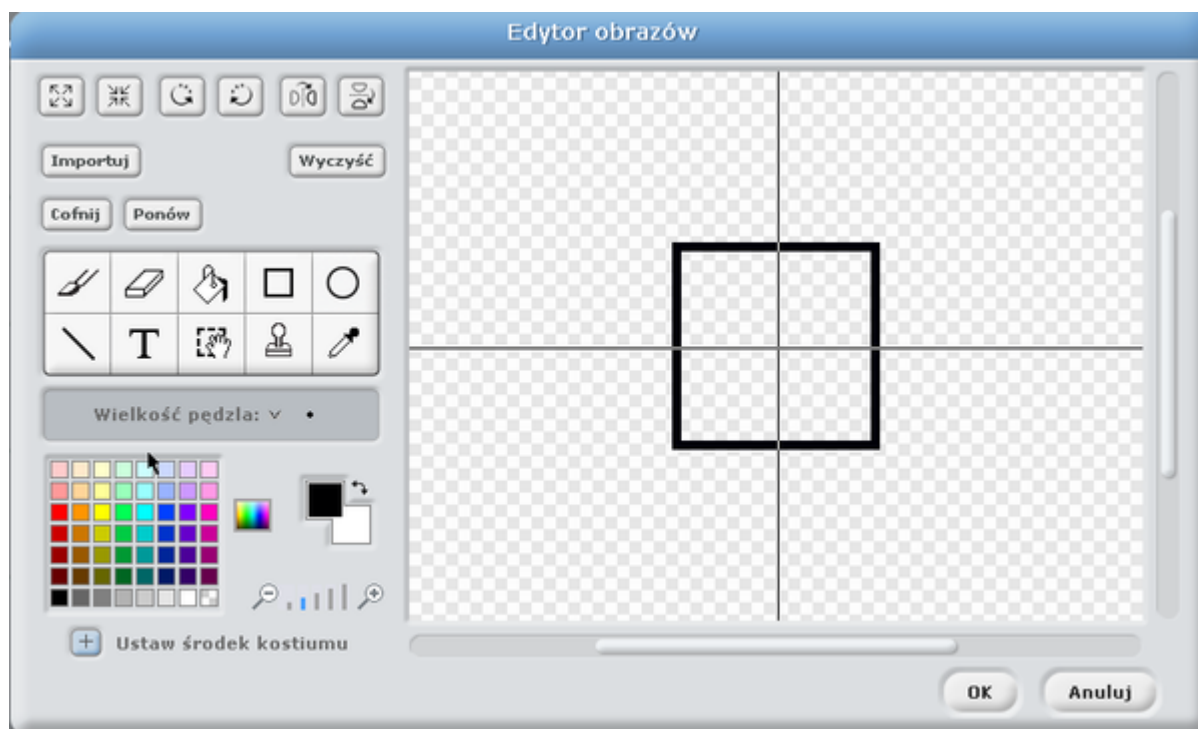 Edytor obrazów
Importuj
Wyczyść
Cofnij
Ponów
T
Wielkość pędzla:
Ustaw środek kostiumu
OK
Anuluj